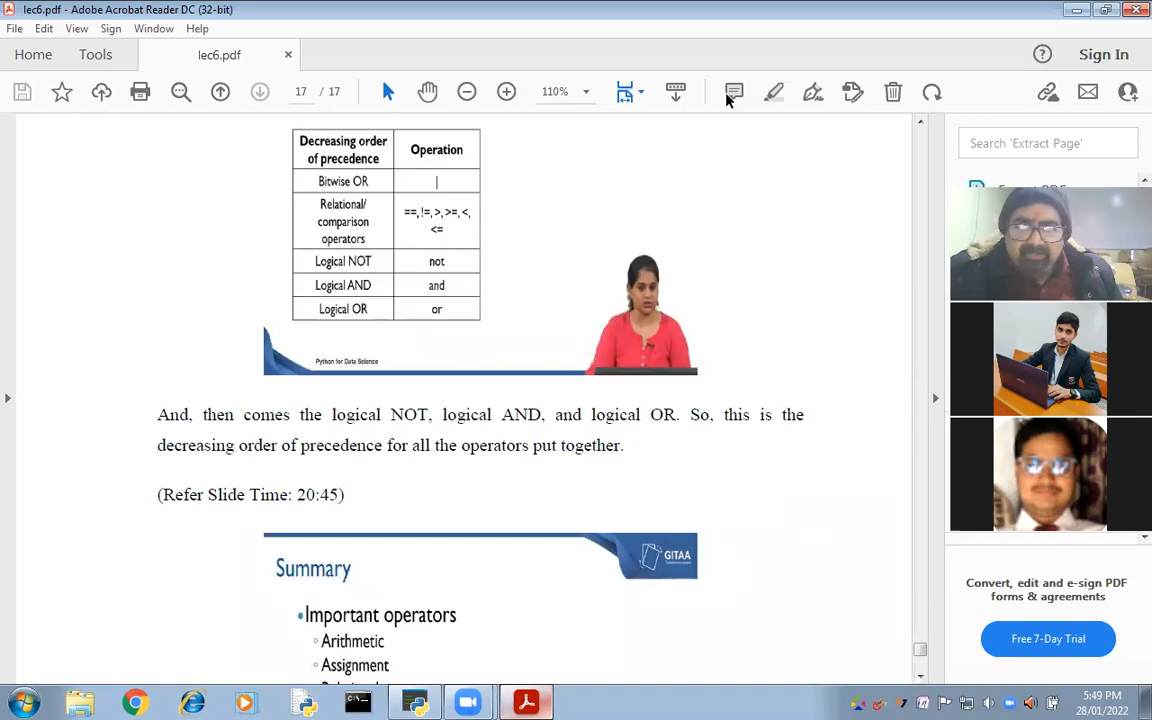 lec6.pdf - Adobe Acrobat Reader DC (32-bit)
File Edit View Sign Window Help
Home Tools lec6.pdf × Sign In
17 / 17 110%
Search 'Extract Page'
Decreasing order of precedence Operation
Bitwise OR |
Relational/ comparison operators ==, !=, >, >=, <, <=
Logical NOT not
Logical AND and
Logical OR or
Python for Data Science
And, then comes the logical NOT, logical AND, and logical OR. So, this is the
decreasing order of precedence for all the operators put together.
(Refer Slide Time: 20:45)
GITAA
Summary
•Important operators
Arithmetic
Assignment
Convert, edit and e-sign PDF
forms & agreements
Free 7-Day Trial
5:49 PM
28/01/2022